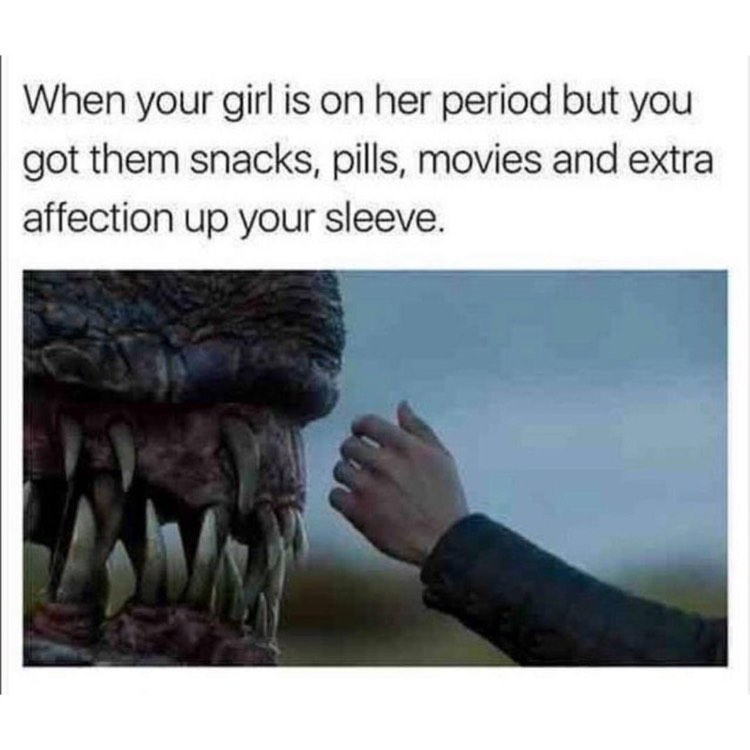 When your girl is on her period but you
got them snacks, pills, movies and extra
affection up your sleeve.